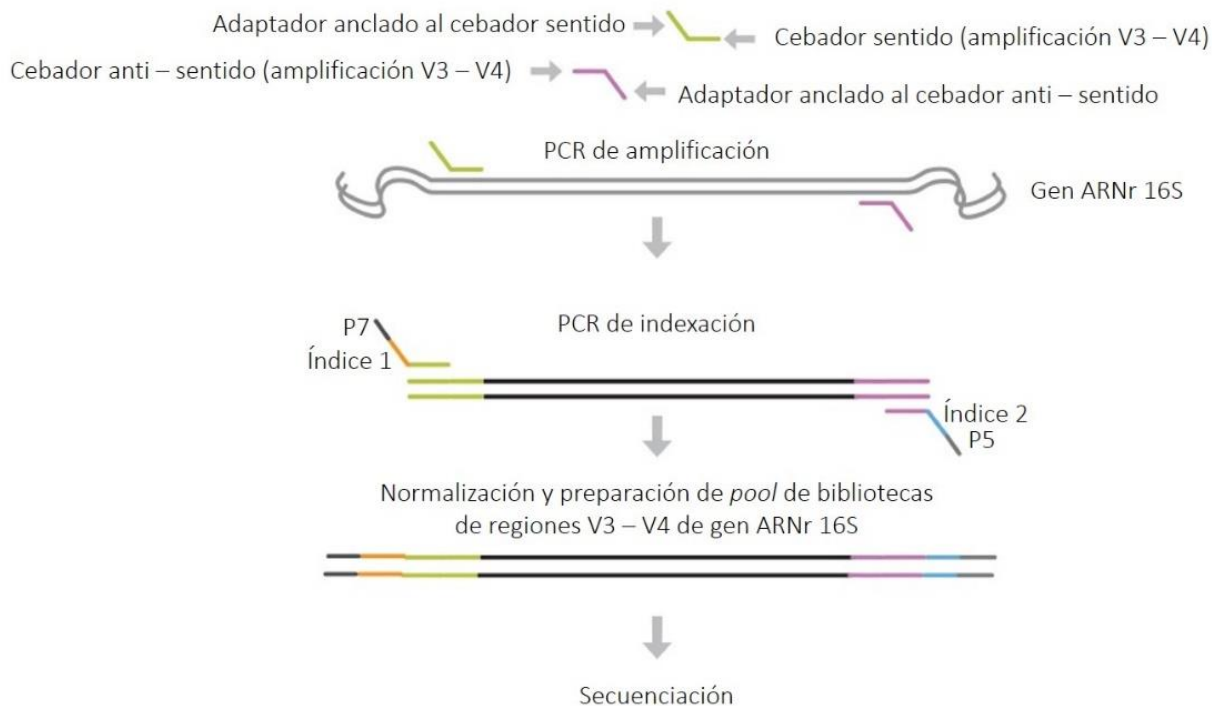 Adaptador anclado al cebador sentido
Cebador sentido (amplificación V3 – V4)
Cebador anti – sentido (amplificación V3 – V4)
Adaptador anclado al cebador anti – sentido
PCR de amplificación
Gen ARNr 16S
PCR de indexación
P7
Índice 1
Índice 2
P5
Normalización y preparación de pool de bibliotecas
de regiones V3 – V4 de gen ARNr 16S
Secuenciación